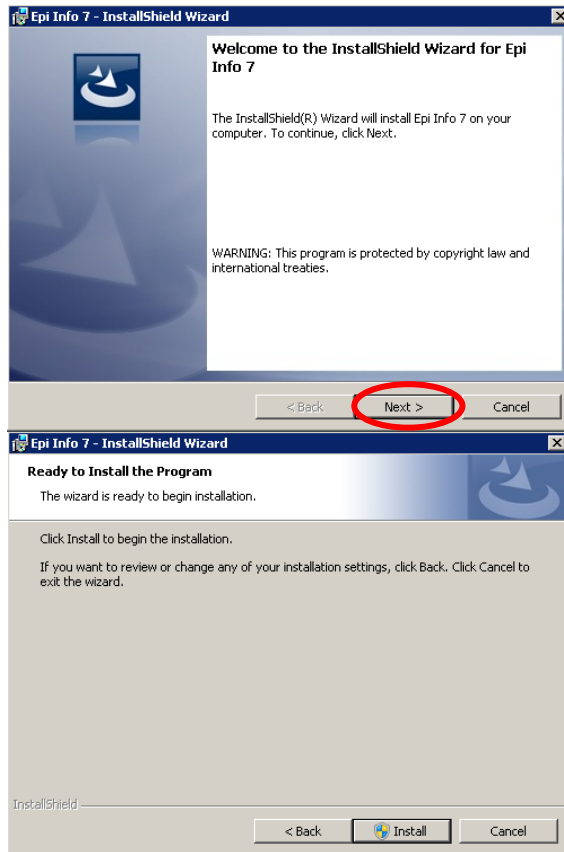 Epi Info 7 - InstallShield Wizard
Welcome to the InstallShield Wizard for Epi
Info 7
The InstallShield(R) Wizard will install Epi Info 7 on your
computer. To continue, click Next.
WARNING: This program is protected by copyright law and
international treaties.
< Back Next > Cancel
Epi Info 7 - InstallShield Wizard
Ready to Install the Program
The wizard is ready to begin installation.
Click Install to begin the installation.
If you want to review or change any of your installation settings, click Back. Click Cancel to
exit the wizard.
InstallShield
< Back Install Cancel